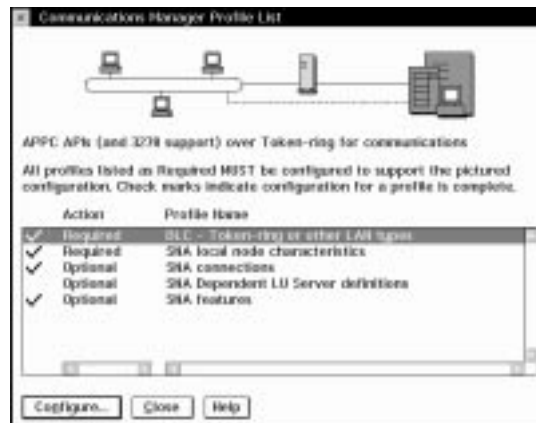 Communications Manager Profile List
APPC APIs (and 3270 support) over Token-ring for communications
All profiles listed as Required MUST be configured to support the pictured
configuration. Check marks indicate configuration for a profile is complete.
Action Profile Name
✓ Required DLC - Token-ring or other LAN types
✓ Required SNA local node characteristics
✓ Optional SNA connections
Optional SNA Dependent LU Server definitions
✓ Optional SNA features
Configure... Close Help